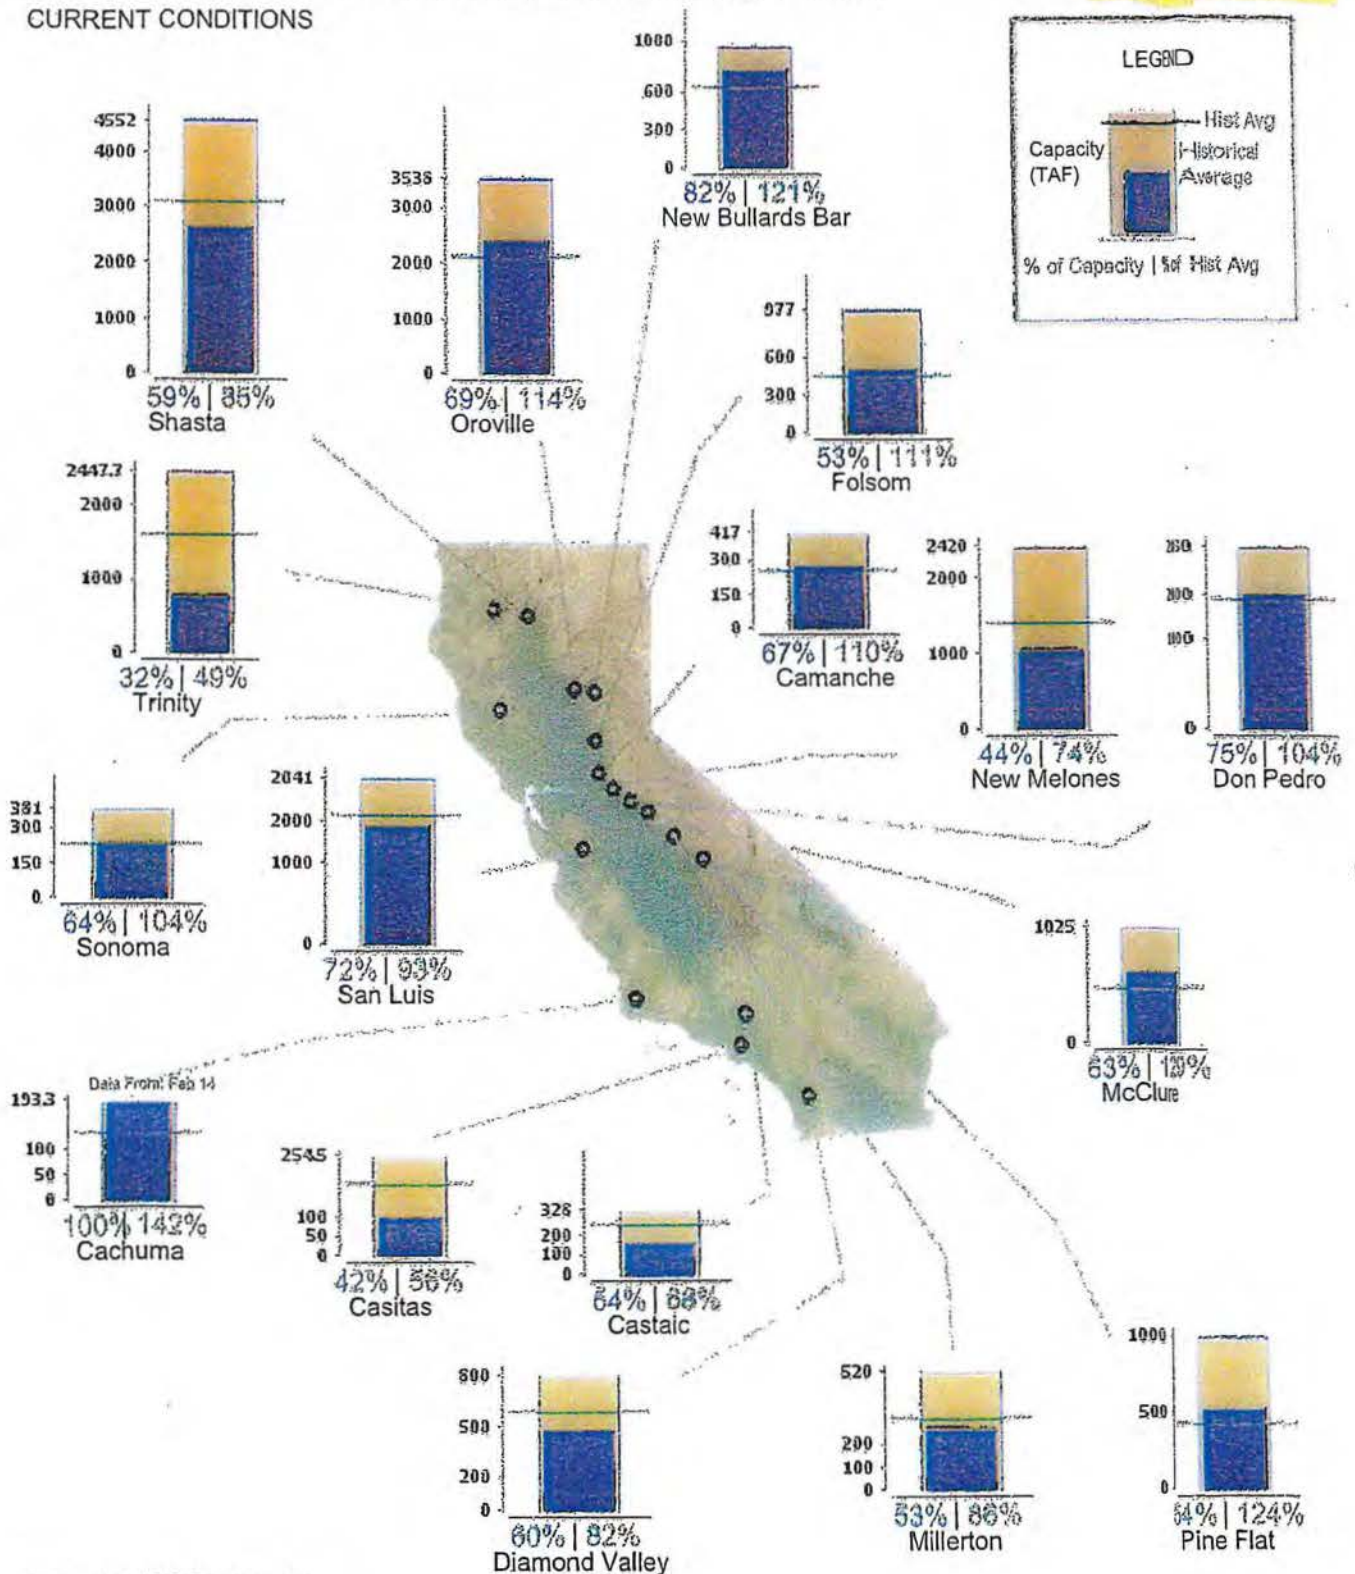 CURRENT CONDITIONS
LEGEND
Hist Avg
Capacity
(TAF)
Historical
Average
% of Capacity | % of Hist Avg
1000
600
300
0
82% | 121%
New Bullards Bar
4552
4000
3000
2000
1000
0
59% | 85%
Shasta
3538
3000
2000
1000
0
69% | 114%
Oroville
977
600
300
0
53% | 111%
Folsom
2447.7
2000
1000
0
32% | 49%
Trinity
417
300
150
0
67% | 110%
Camanche
2420
2000
1000
0
44% | 74%
New Melones
0
75% | 104%
Don Pedro
381
300
150
0
64% | 104%
Sonoma
2041
2000
1000
0
72% | 93%
San Luis
1025
0
63% |
McClure
Data From: Feb 14
193.3
100
50
0
100% | 142%
Cachuma
254.5
100
50
0
42% | 56%
Casitas
328
200
100
0
Castaic
800
500
200
0
60% | 82%
Diamond Valley
520
200
100
0
86%
Millerton
1000
500
0
124%
Pine Flat